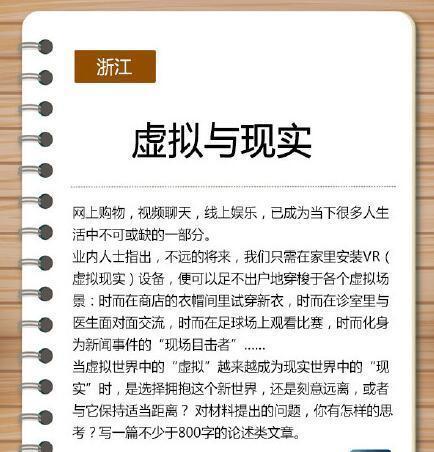 浙江
虚拟与现实
网上购物，视频聊天，线上娱乐，已成为当下很多人生
活中不可或缺的一部分。
业内人士指出，不远的将来，我们只需在家里安装VR（
虚拟现实）设备，便可以足不出户地穿梭于各个虚拟场
景：时而在商店的衣帽间里试穿新衣，时而在诊室里与
医生面对面交流，时而在足球场上观看比赛，时而化身
为新闻事件的“现场目击者”......
当虚拟世界中的“虚拟”越来越成为现实世界中的“现
实”时，是选择拥抱这个新世界，还是刻意远离，或者
与它保持适当距离？ 对材料提出的问题，你有怎样的思
考？写一篇不少于800字的论述类文章。